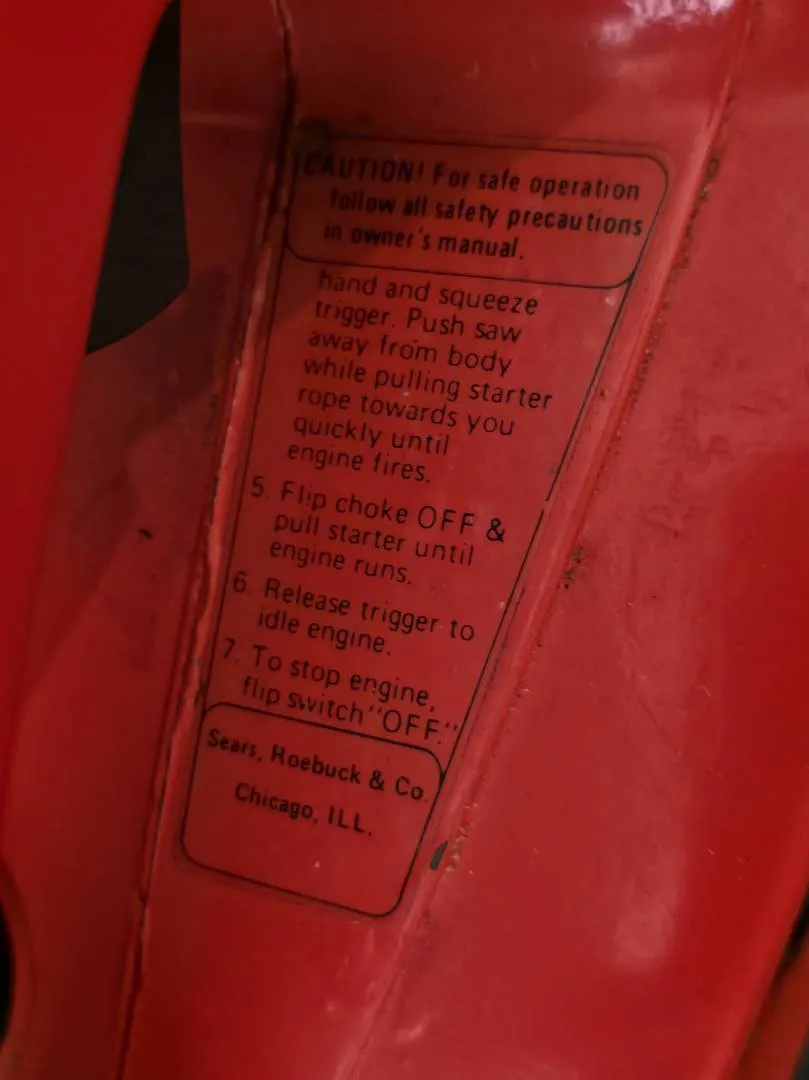 CAUTION! For safe operation
follow all safety precautions
in owner's manual.
hand and squeeze
trigger. Push saw
away from body
while pulling starter
rope towards you
quickly until
engine fires.
5. Flip choke OFF &
pull starter until
engine runs.
6. Release trigger to
idle engine.
7. To stop engine,
flip switch "OFF."
Sears, Roebuck & Co.
Chicago, ILL.